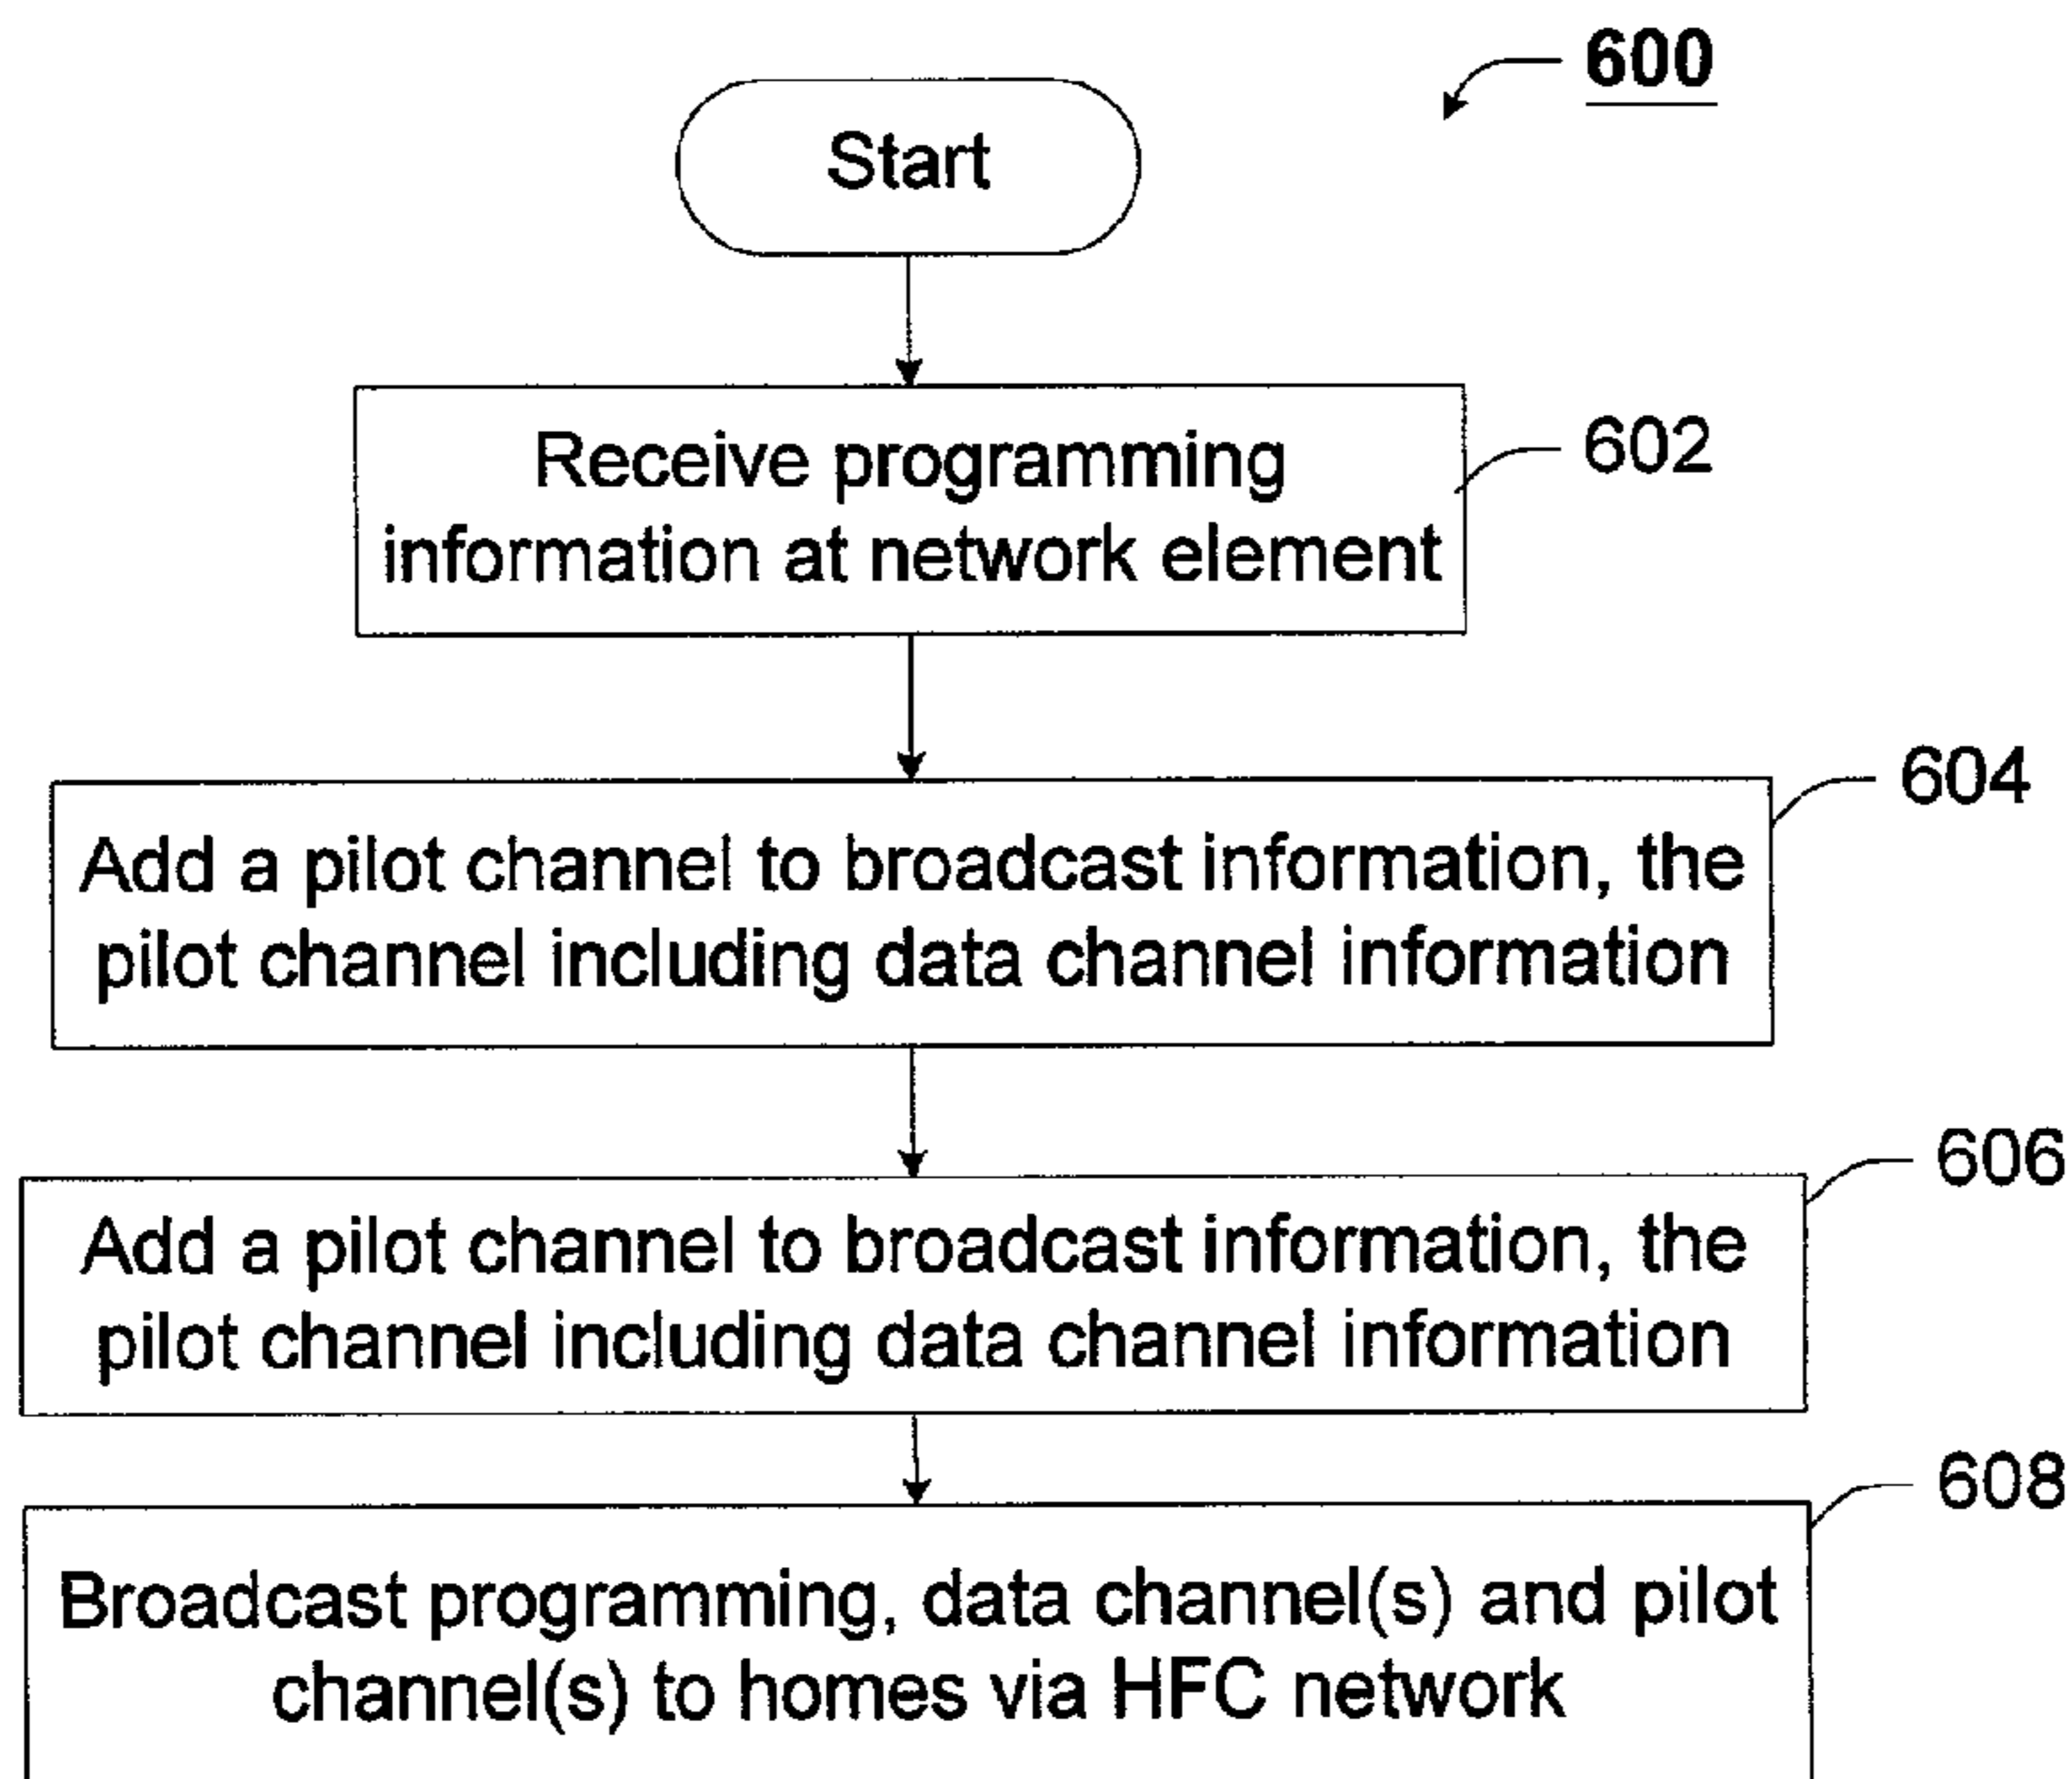 600
Start
Receive programming
information at network element
602
604
Add a pilot channel to broadcast information, the
pilot channel including data channel information
606
Add a pilot channel to broadcast information, the
pilot channel including data channel information
608
Broadcast programming, data channel(s) and pilot
channel(s) to homes via HFC network